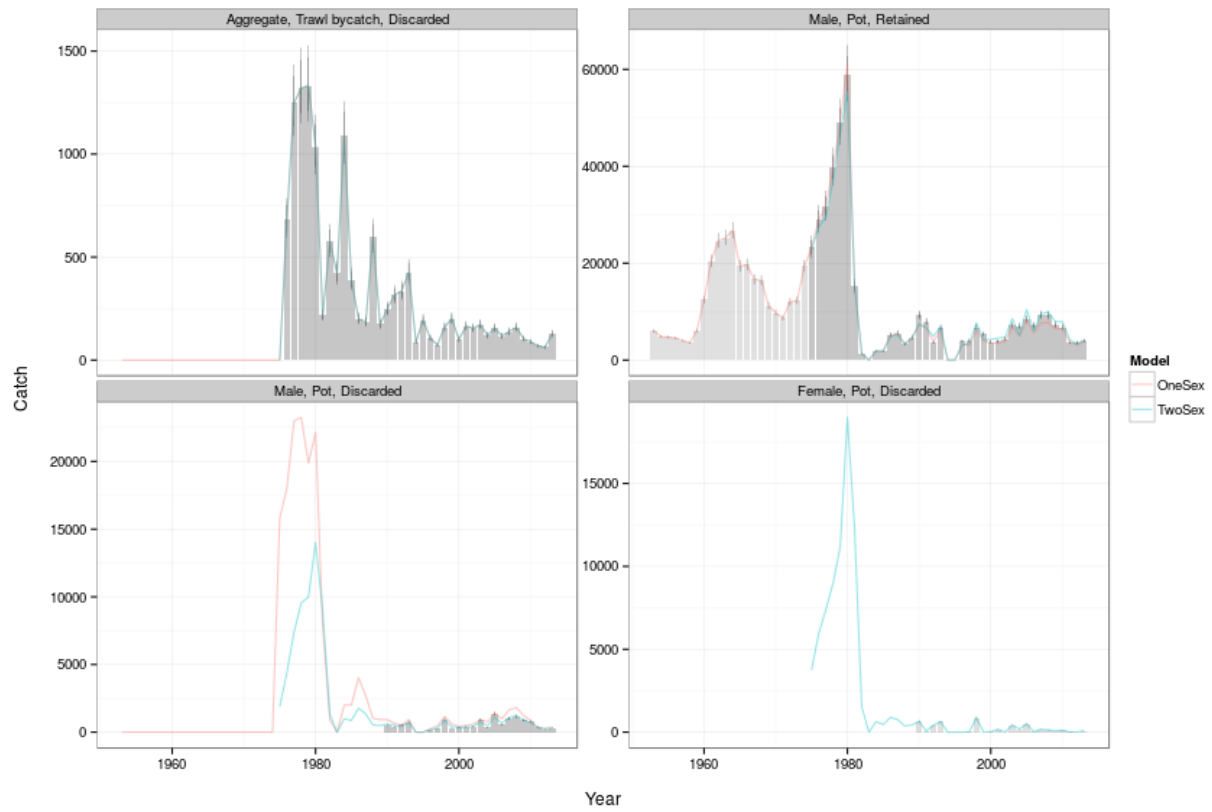 Aggregate, Trawl bycatch, Discarded
Male, Pot, Retained
1500
1000
500
0
60000
40000
20000
0
Catch
Male, Pot, Discarded
Female, Pot, Discarded
20000
15000
10000
5000
0
15000
10000
5000
0
1960 1980 2000
1960 1980 2000
Year
Model
OneSex
TwoSex